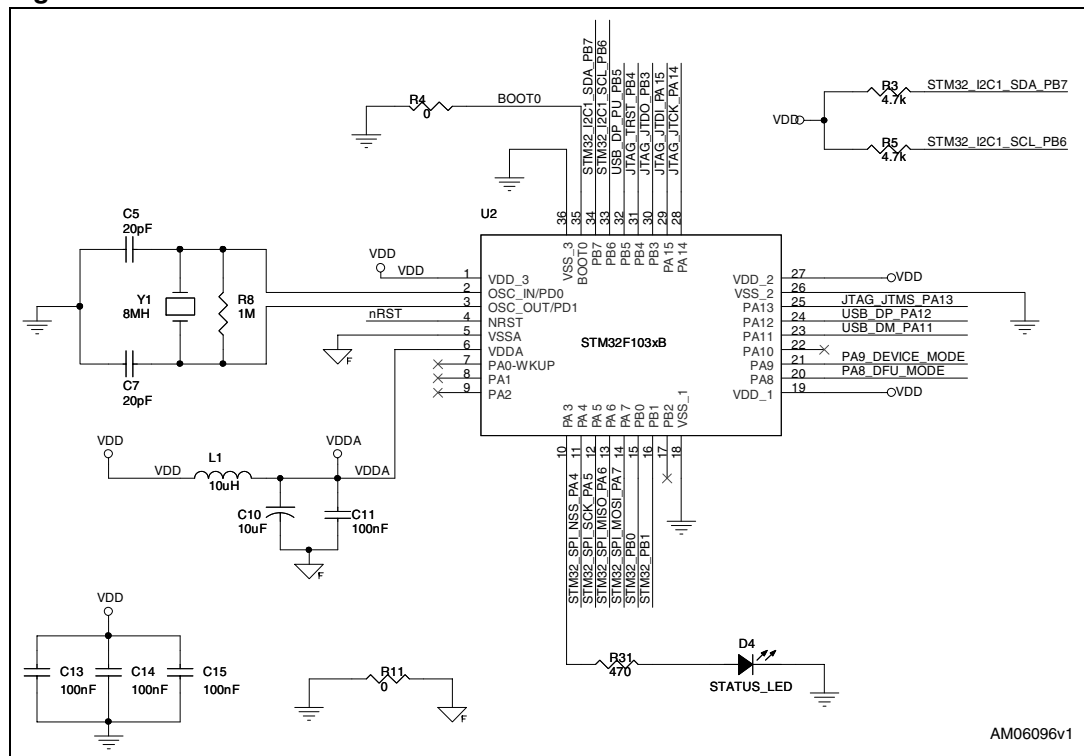 R4
0
BOOT0
STM32_I2C1_SDA_PB7
STM32_I2C1_SCL_PB6
USB_DP_PU_PB5
JTAG_TRST_PB4
JTAG_JTDO_PB3
JTAG_JTDI_PA15
JTAG_JTCK_PA14
R3
4.7k
STM32_I2C1_SDA_PB7
VDD
R5
4.7k
STM32_I2C1_SCL_PB6
U2
36
35
34
33
32
31
30
29
28
VSS_3
BOOT0
PB7
PB6
PB5
PB4
PB3
PA15
PA14
C5
20pF
Y1
8MH
R8
1M
C7
20pF
VDD
VDD
nRST
F
1 VDD_3
2 OSC_IN/PD0
3 OSC_OUT/PD1
4 NRST
5 VSSA
6 VDDA
7 PA0-WKUP
8 PA1
9 PA2
STM32F103xB
VDD_2 27 VDD
VSS_2 26
PA13 25 JTAG_JTMS_PA13
PA12 24 USB_DP_PA12
PA11 23 USB_DM_PA11
PA10 22
PA9 21 PA9_DEVICE_MODE
PA8 20 PA8_DFU_MODE
VDD_1 19 VDD
PA3
PA4
PA5
PA6
PA7
PB0
PB1
PB2
VSS_1
10
11
12
13
14
15
16
17
18
STM32_SPI_NSS_PA4
STM32_SPI_SCK_PA5
STM32_SPI_MISO_PA6
STM32_SPI_MOSI_PA7
STM32_PB0
STM32_PB1
VDD
VDD
L1
10uH
VDDA
VDDA
C10
10uF
C11
100nF
F
VDD
C13
100nF
C14
100nF
C15
100nF
R11
0
F
R31
470
D4
STATUS_LED
AM06096v1